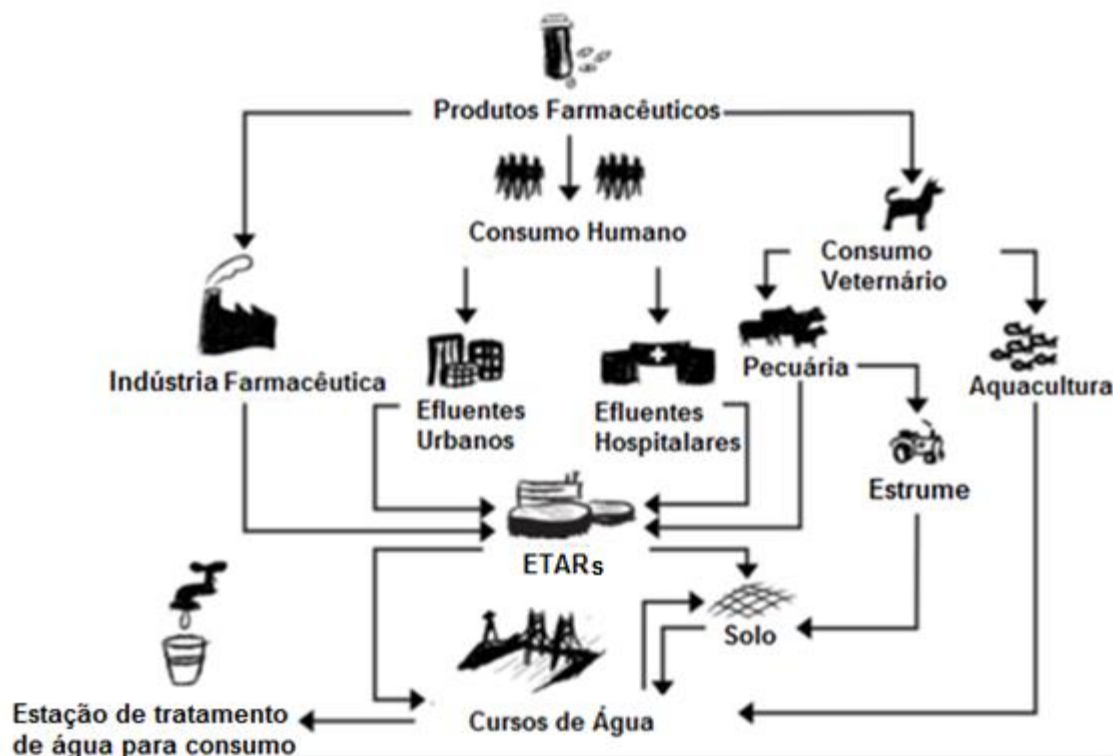 Produtos Farmacêuticos
Consumo Humano
Consumo
Veternário
Indústria Farmacêutica
Efluentes
Urbanos
Efluentes
Hospitalares
Pecuária
Aquacultura
Estrume
ETARs
Solo
Cursos de Água
Estação de tratamento
de água para consumo